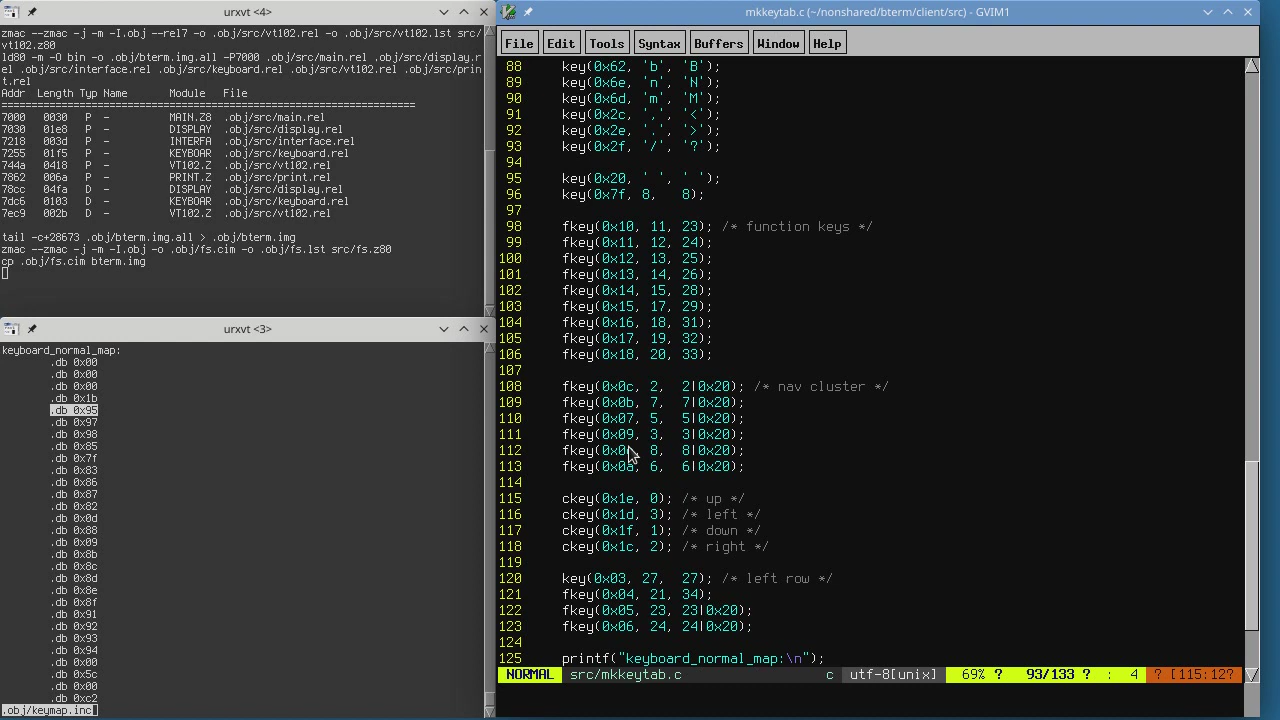 urxvt <4>
zmac --zmac -j -m -I.obj --rel7 -o .obj/src/vt102.rel -o .obj/src/vt102.lst src/
vt102.z80
ld80 -m -O bin -o .obj/bterm.img.all -P7000 .obj/src/main.rel .obj/src/display.r
el .obj/src/interface.rel .obj/src/keyboard.rel .obj/src/vt102.rel .obj/src/prin
t.rel
Addr  Length Typ Name       Module   File
================================================================
7000   0030  P  -          MAIN.Z8  .obj/src/main.rel
7030   01e8  P  -          DISPLAY  .obj/src/display.rel
7218   003d  P  -          INTERFA  .obj/src/interface.rel
7255   01f5  P  -          KEYBOAR  .obj/src/keyboard.rel
744a   0418  P  -          VT102.Z  .obj/src/vt102.rel
7862   006a  P  -          PRINT.Z  .obj/src/print.rel
78cc   04fa  D  -          DISPLAY  .obj/src/display.rel
7dc6   0103  D  -          KEYBOAR  .obj/src/keyboard.rel
7ec9   002b  D  -          VT102.Z  .obj/src/vt102.rel
tail -c+28673 .obj/bterm.img.all > .obj/bterm.img
zmac --zmac -j -m -I.obj -o .obj/fs.cim -o .obj/fs.lst src/fs.z80
cp .obj/fs.cim bterm.img
urxvt <3>
keyboard_normal_map:
.db 0x00
.db 0x00
.db 0x00
.db 0x1b
.db 0x95
.db 0x97
.db 0x98
.db 0x85
.db 0x7f
.db 0x83
.db 0x86
.db 0x87
.db 0x82
.db 0x0d
.db 0x88
.db 0x09
.db 0x8b
.db 0x8c
.db 0x8d
.db 0x8e
.db 0x8f
.db 0x91
.db 0x92
.db 0x93
.db 0x94
.db 0x00
.db 0x5c
.db 0x00
.db 0xc2
.obj/keymap.inc
mkkeytab.c (~/nonshared/bterm/client/src) - GVIM1
File Edit Tools Syntax Buffers Window Help
88     key(0x62, 'b', 'B');
89     key(0x6e, 'n', 'N');
90     key(0x6d, 'm', 'M');
91     key(0x2c, ',', '<');
92     key(0x2e, '.', '>');
93     key(0x2f, '/', '?');
94
95     key(0x20, ' ', ' ');
96     key(0x7f, 8,   8);
97
98     fkey(0x10, 11, 23); /* function keys */
99     fkey(0x11, 12, 24);
100     fkey(0x12, 13, 25);
101     fkey(0x13, 14, 26);
102     fkey(0x14, 15, 28);
103     fkey(0x15, 17, 29);
104     fkey(0x16, 18, 31);
105     fkey(0x17, 19, 32);
106     fkey(0x18, 20, 33);
107
108     fkey(0x0c, 2,  2|0x20); /* nav cluster */
109     fkey(0x0b, 7,  7|0x20);
110     fkey(0x07, 5,  5|0x20);
111     fkey(0x09, 3,  3|0x20);
112     8,  8|0x20);
113     fkey(0x0a, 6,  6|0x20);
114
115     ckey(0x1e, 0); /* up */
116     ckey(0x1d, 3); /* left */
117     ckey(0x1f, 1); /* down */
118     ckey(0x1c, 2); /* right */
119
120     key(0x03, 27,  27); /* left row */
121     fkey(0x04, 21, 34);
122     fkey(0x05, 23, 23|0x20);
123     fkey(0x06, 24, 24|0x20);
124
125     printf("keyboard_normal_map:\n");
NORMAL src/mkkeytab.c c utf-8[unix] 69% ? 93/133 ? : 4 ? [115:12?